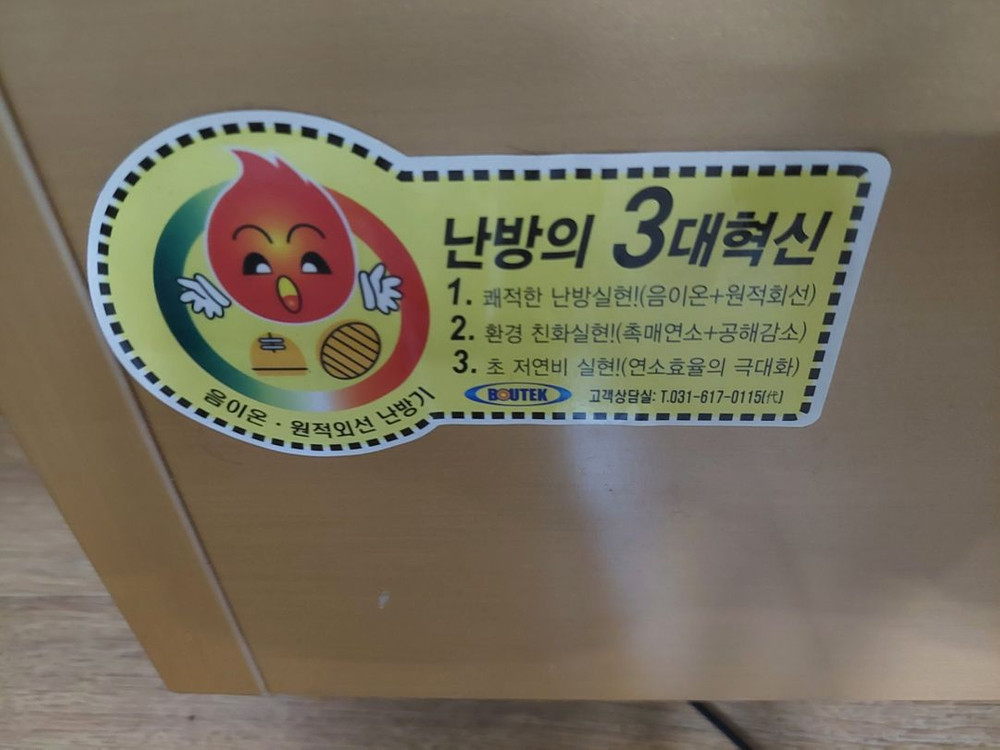 난방의 3대혁신
1. 쾌적한 난방실현!(음이온+원적회선)
2. 환경 친화실현!(촉매연소+공해감소)
3. 초 저연비 실현!(연소효율의 극대화)
BOUTEK 고객상담실: T.031-617-0115(代)
음이온 · 원적외선 난방기